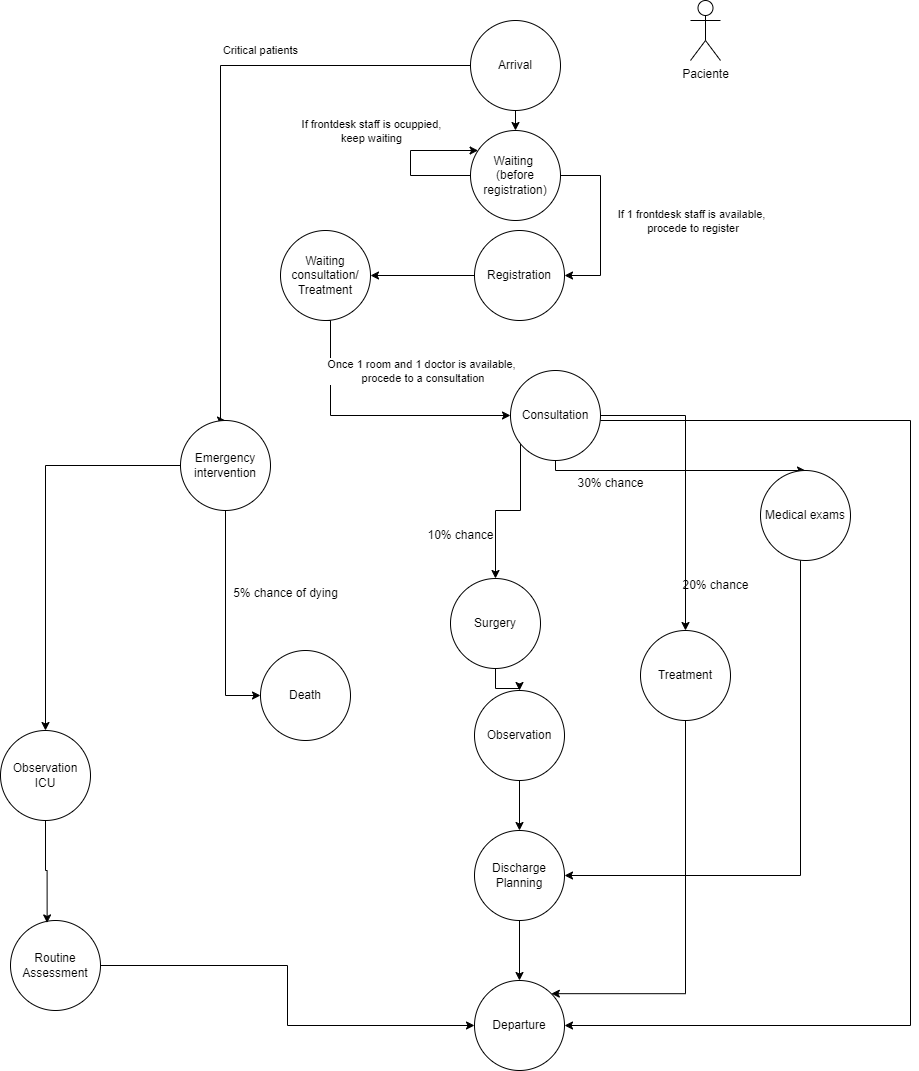 Critical patients
Arrival
Paciente
If frontdesk staff is ocuppied,
keep waiting
Waiting
(before
registration)
If 1 frontdesk staff is available,
procede to register
Waiting
consultation/
Treatment
Registration
Once 1 room and 1 doctor is available,
procede to a consultation
Consultation
Emergency
intervention
30% chance
Medical exams
10% chance
20% chance
5% chance of dying
Surgery
Treatment
Death
Observation
Observation
ICU
Discharge
Planning
Routine
Assessment
Departure